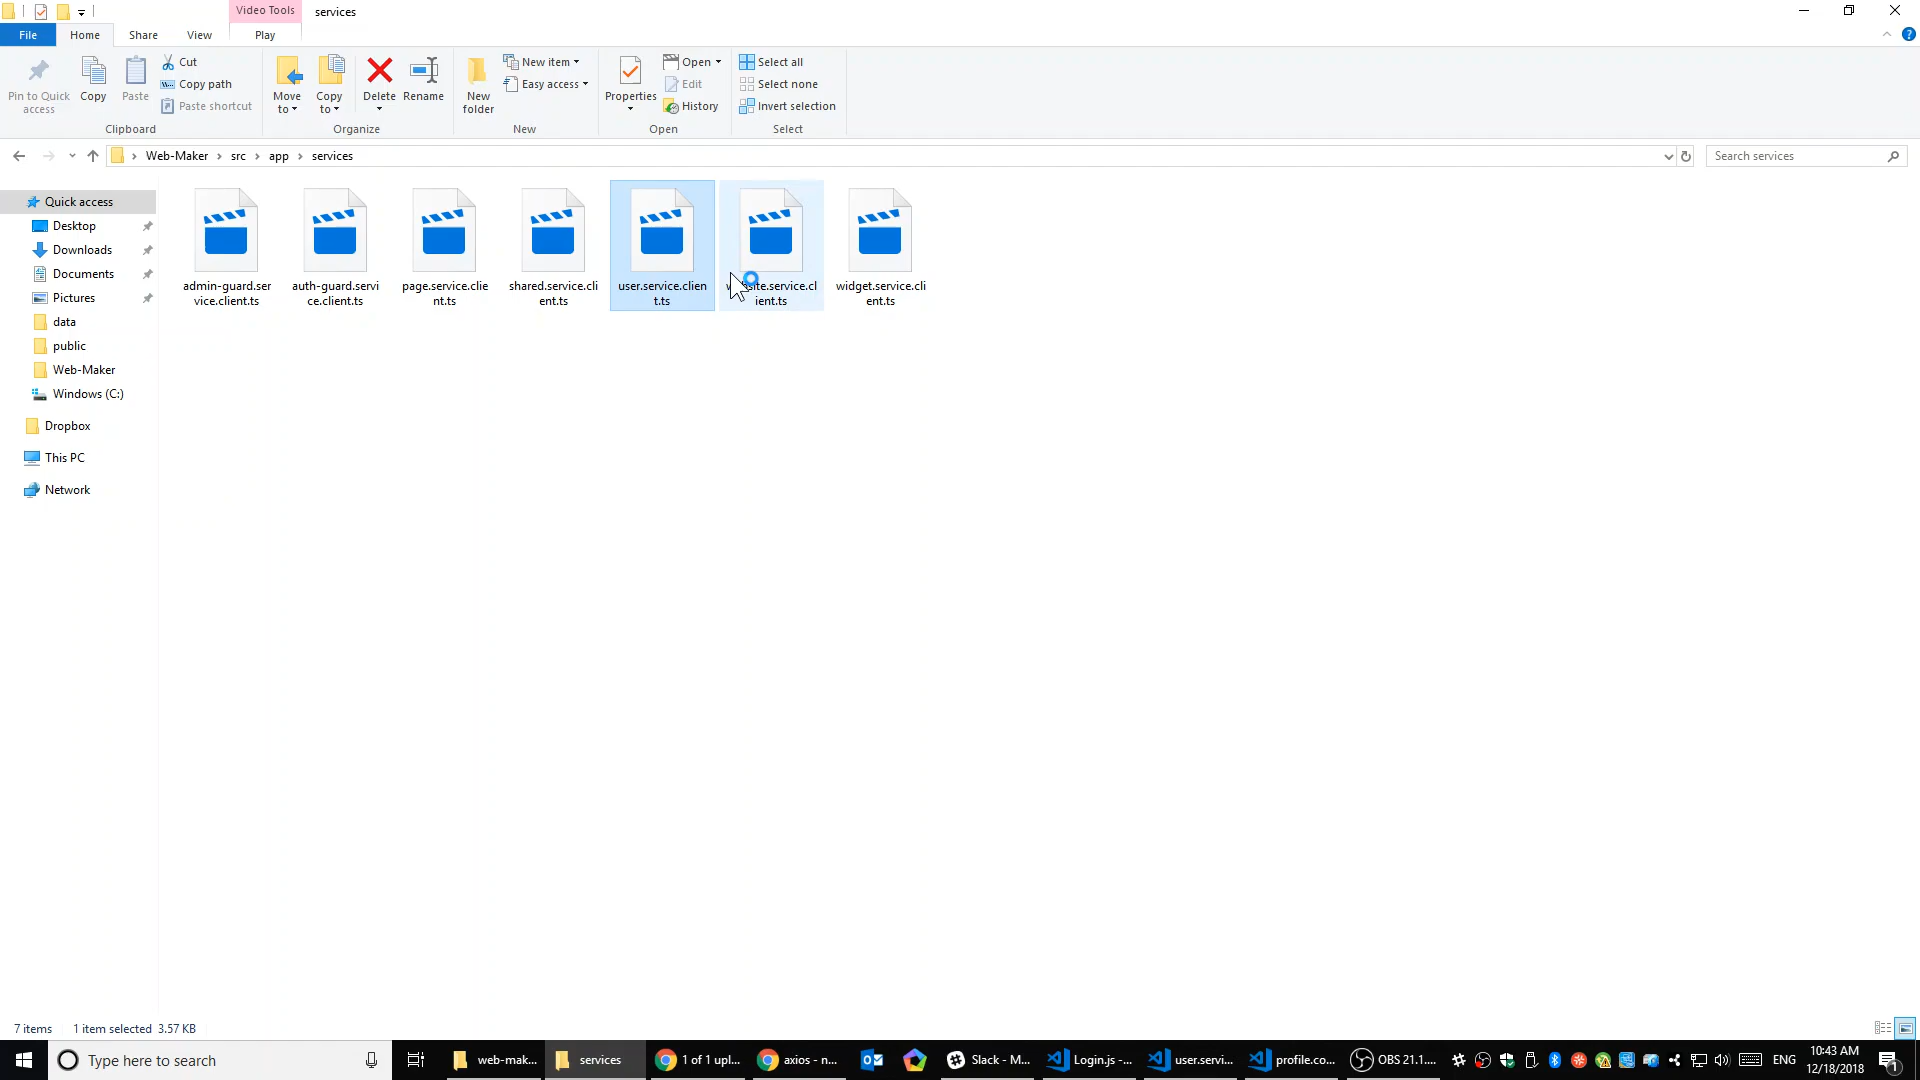 Video Tools
services
File
Home
Share
View
Play
Pin to Quick
access
Copy
Paste
Cut
Copy path
Paste shortcut
Clipboard
Move
to
Copy
to
Delete
Rename
Organize
New
folder
New item
Easy access
New
Properties
Open
Edit
History
Open
Select all
Select none
Invert selection
Select
Web-Maker
src
app
services
Search services
Quick access
Desktop
Downloads
Documents
Pictures
data
public
Web-Maker
Windows (C:)
Dropbox
This PC
Network
admin-guard.ser
vice.client.ts
auth-guard.servi
ce.client.ts
page.service.clie
nt.ts
shared.service.cli
ent.ts
user.service.clien
t.ts
ient.ts
widget.service.cli
ent.ts
7 items
1 item selected 3.57 KB
Type here to search
web-mak...
services
1 of 1 upl...
axios - n...
Slack - M...
Login.js -...
user.servi...
profile.co...
OBS 21.1....
ENG
10:43 AM
12/18/2018
1